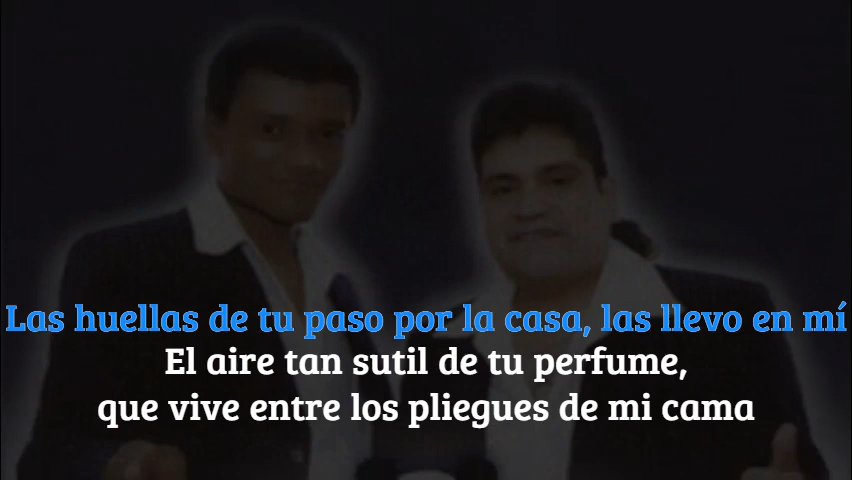 Las huellas de tu paso por la casa, las llevo en mí
El aire tan sutil de tu perfume,
que vive entre los pliegues de mi cama